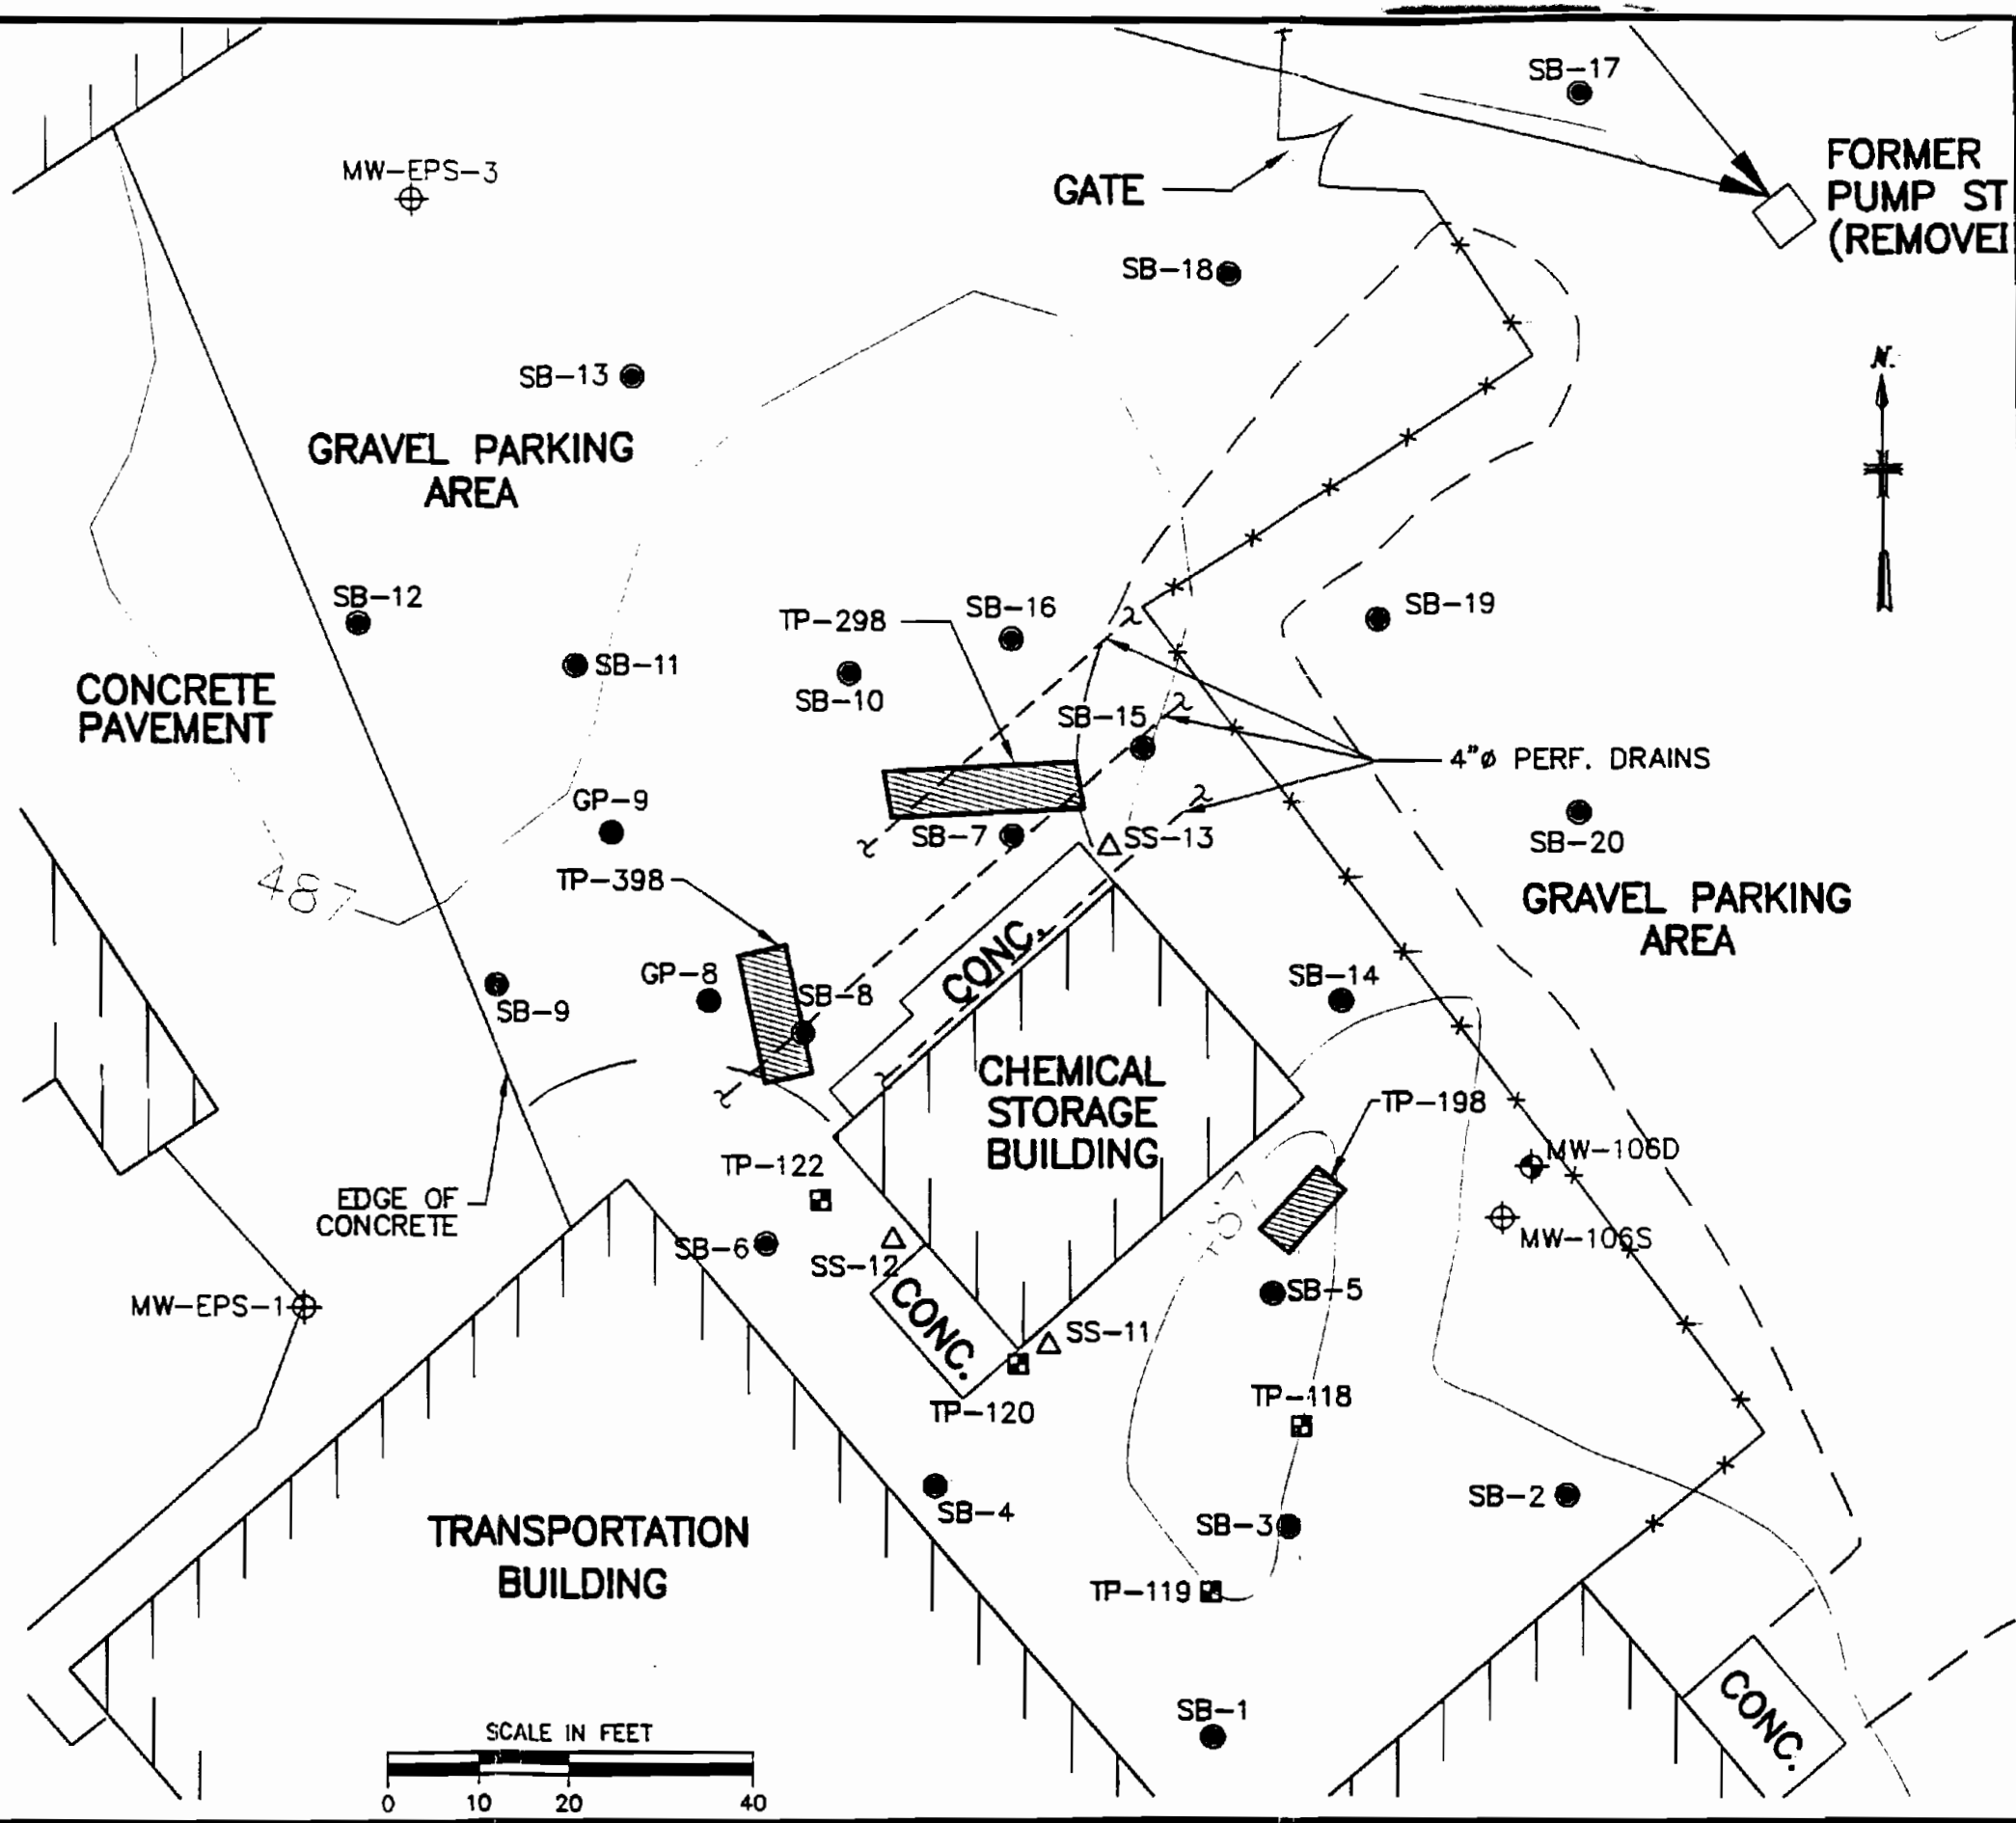 SB-17
FORMER
PUMP ST
(REMOVE
MW-EPS-3
GATE
SB-18
N.
SB-13
GRAVEL PARKING
AREA
SB-12
SB-16
SB-19
TP-298
SB-11
SB-10
CONCRETE
PAVEMENT
SB-15
4"ø PERF. DRAINS
GP-9
SB-7
SS-13
SB-20
TP-398
487
GRAVEL PARKING
AREA
CONC.
GP-8
SB-8
SB-14
SB-9
CHEMICAL
STORAGE
BUILDING
TP-198
MW-106D
TP-122
EDGE OF
CONCRETE
SB-6
SS-12
MW-106S
SB-5
MW-EPS-1
CONC.
SS-11
TP-120
TP-118
SB-4
SB-2
SB-3
TRANSPORTATION
BUILDING
TP-119
SB-1
CONC.
SCALE IN FEET
0 10 20 40